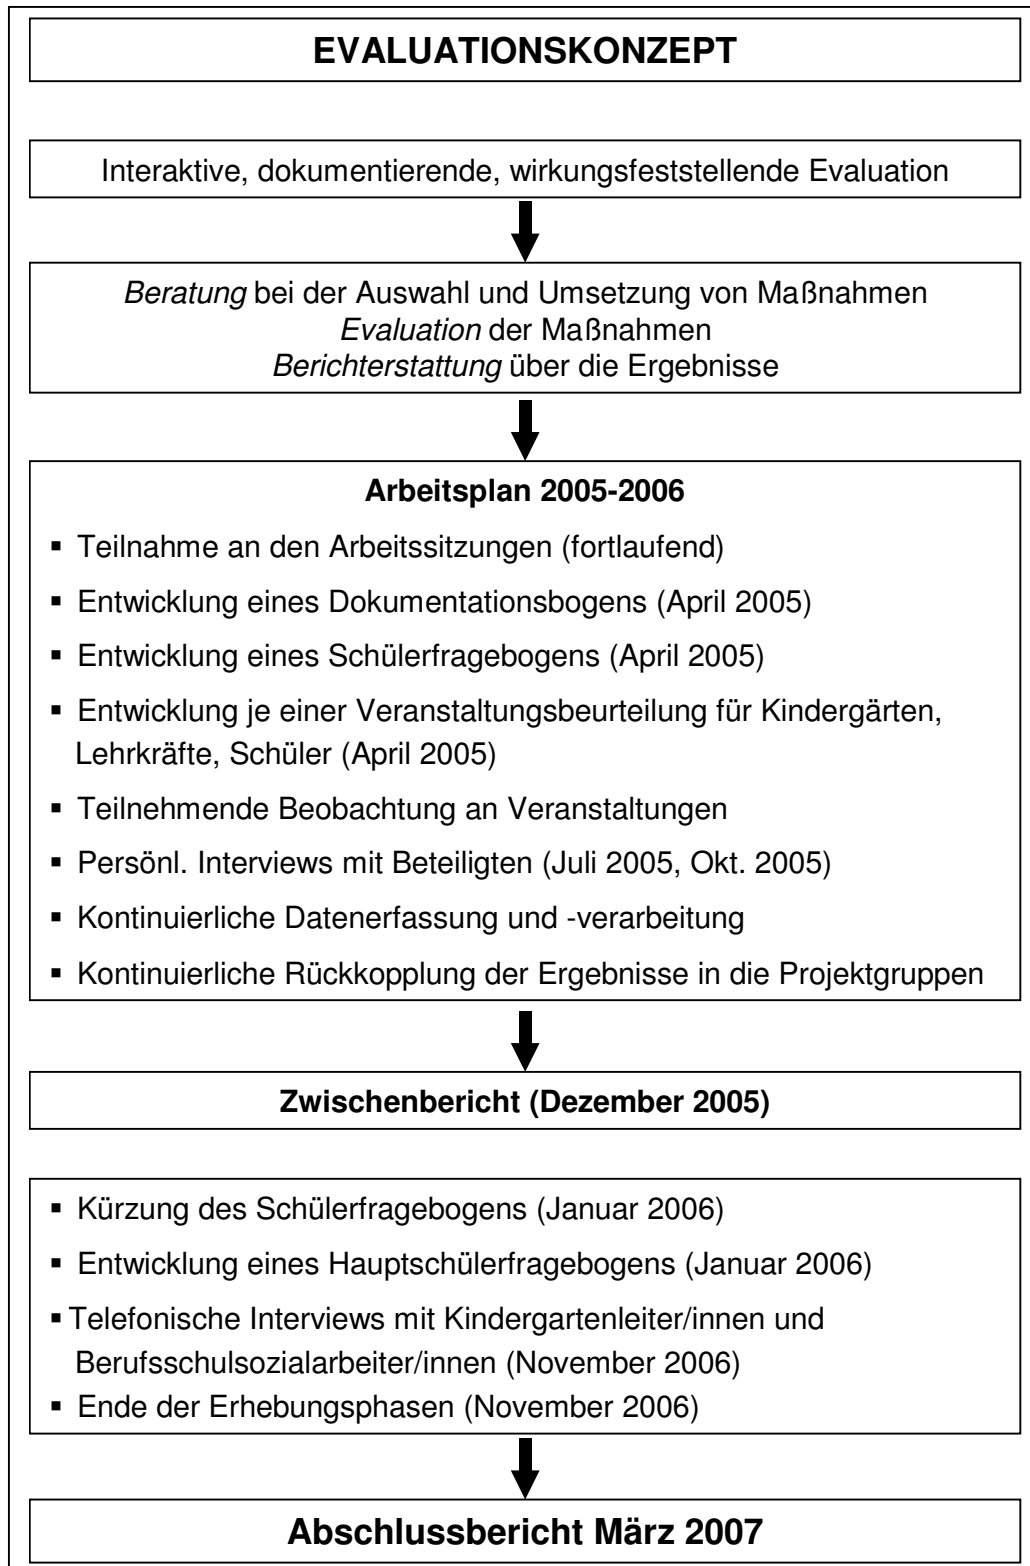 EVALUATIONSKONZEPT
Interaktive, dokumentierende, wirkungsfeststellende Evaluation
Beratung bei der Auswahl und Umsetzung von Maßnahmen
Evaluation der Maßnahmen
Berichterstattung über die Ergebnisse
Arbeitsplan 2005-2006
▪ Teilnahme an den Arbeitssitzungen (fortlaufend)
▪ Entwicklung eines Dokumentationsbogens (April 2005)
▪ Entwicklung eines Schülerfragebogens (April 2005)
▪ Entwicklung je einer Veranstaltungsbeurteilung für Kindergärten,
Lehrkräfte, Schüler (April 2005)
▪ Teilnehmende Beobachtung an Veranstaltungen
▪ Persönl. Interviews mit Beteiligten (Juli 2005, Okt. 2005)
▪ Kontinuierliche Datenerfassung und -verarbeitung
▪ Kontinuierliche Rückkopplung der Ergebnisse in die Projektgruppen
Zwischenbericht (Dezember 2005)
▪ Kürzung des Schülerfragebogens (Januar 2006)
▪ Entwicklung eines Hauptschülerfragebogens (Januar 2006)
▪ Telefonische Interviews mit Kindergartenleiter/innen und
Berufsschulsozialarbeiter/innen (November 2006)
▪ Ende der Erhebungsphasen (November 2006)
Abschlussbericht März 2007